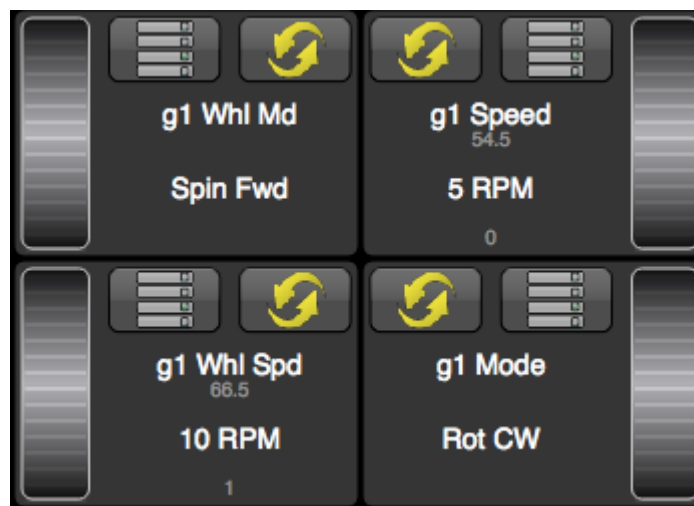 g1 Whl Md
Spin Fwd
g1 Speed
54.5
5 RPM
0
g1 Whl Spd
66.5
10 RPM
1
g1 Mode
Rot CW